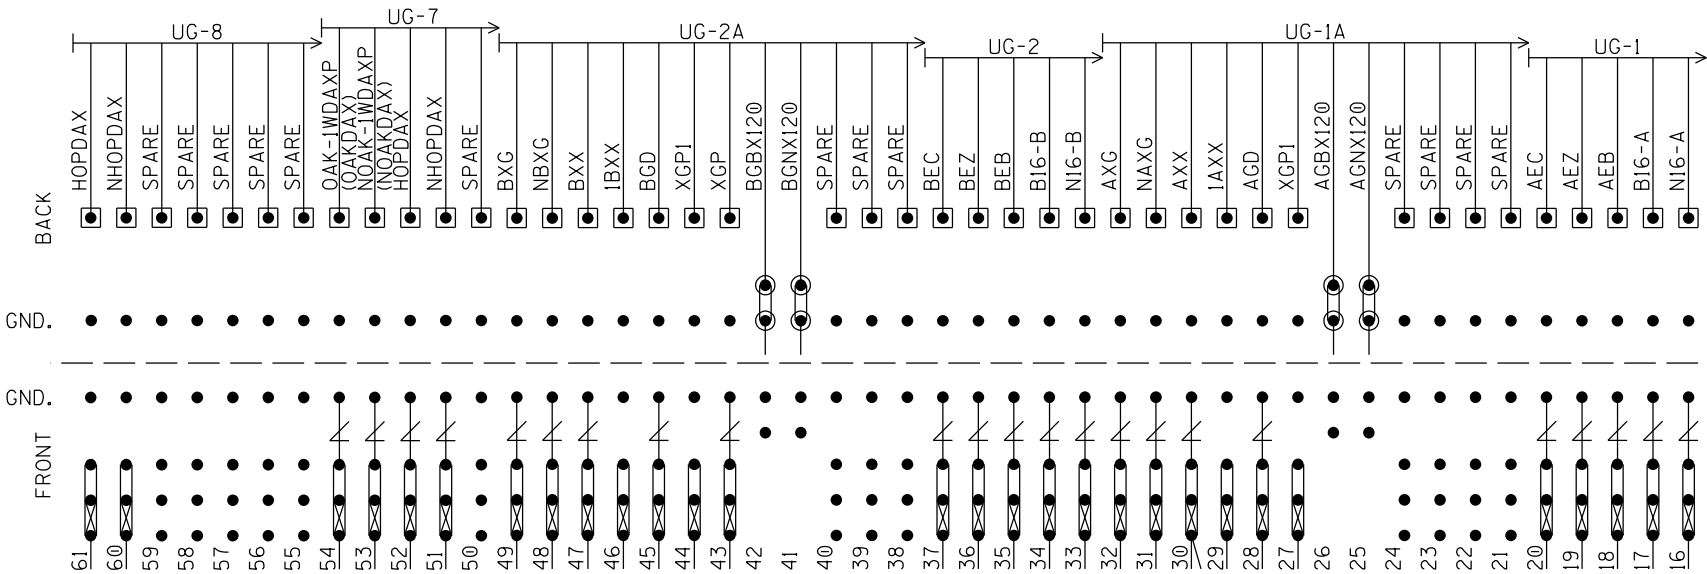 UG-8
UG-7
UG-2A
UG-2
UG-1A
UG-1
HOPDAX
NHOPDAX
SPARE
SPARE
SPARE
SPARE
SPARE
OAK-1WDAXP
(OAKDAX)
NOAK-1WDAXP
(NOAKDAX)
HOPDAX
NHOPDAX
SPARE
BXG
NBXG
BXX
1BXX
BGD
XGP1
XGP
BGBX120
BGNX120
SPARE
SPARE
SPARE
BEC
BEZ
BEB
B16-B
N16-B
AXG
NAXG
AXX
1AXX
AGD
XGP1
AGBX120
AGNX120
SPARE
SPARE
SPARE
SPARE
AEC
AEZ
AEB
B16-A
N16-A
BACK
GND.
GND.
FRONT
61
60
59
58
57
56
55
54
53
52
51
50
49
48
47
46
45
44
43
42
41
40
39
38
37
36
35
34
33
32
31
30
29
28
27
26
25
24
23
22
21
20
19
18
17
16